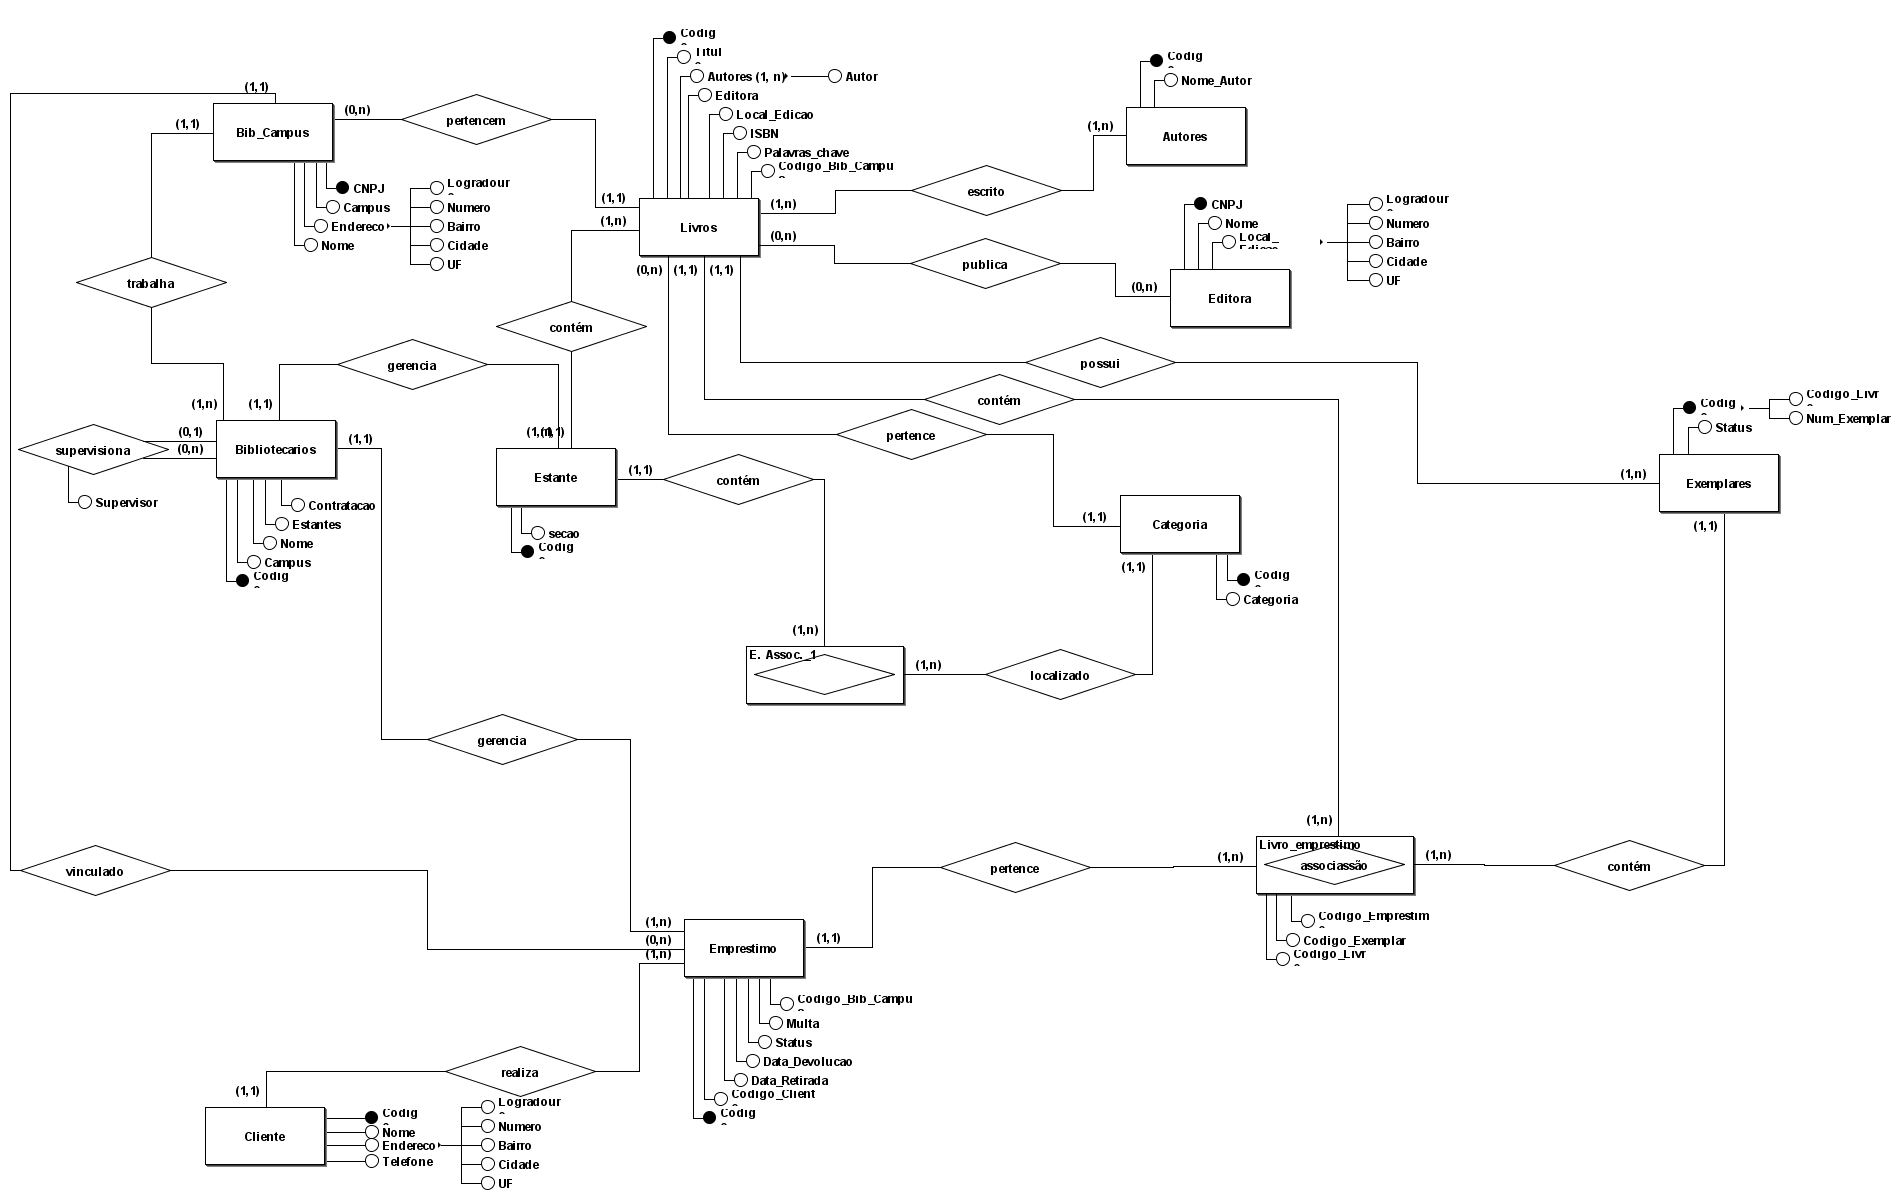 Codig
Titul
Autores (1, n)
Autor
Editora
Local_Edicao
ISBN
Palavras_chave
Codigo_Bib_Campu
Codig
Nome_Autor
(1,1)
Bib_Campus
(0,n)
pertencem
(1,1)
(1,n)
Autores
CNPJ
Campus
Endereco
Nome
Logradour
Numero
Bairro
Cidade
UF
(1,1)
(1,n)
Livros
(1,n)
(0,n)
escrito
CNPJ
Nome
Local_
Logradour
Numero
Bairro
Cidade
UF
publica
(0,n)
Editora
(0,n)
(1,1)
(1,1)
trabalha
contém
gerencia
possui
contém
pertence
Codig
Codigo_Livr
Num_Exemplar
Status
(1,n)
(1,1)
(0,1)
(0,n)
supervisiona
Supervisor
Bibliotecarios
(1,1)
Contratacao
Estantes
Nome
Campus
Codig
(1,1)
Estante
(1,1)
contém
secao
Codig
(1,n)
Exemplares
(1,1)
(1,1)
Categoria
(1,1)
Codig
Categoria
(1,n)
E. Assoc._1
(1,n)
localizado
gerencia
(1,n)
Livro_emprestimo
associassão
(1,n)
(1,n)
contém
pertence
vinculado
Codigo_Emprestim
Codigo_Exemplar
Codigo_Livr
(1,n)
(0,n)
(1,n)
Emprestimo
(1,1)
Codigo_Bib_Campu
Multa
Status
Data_Devolucao
Data_Retirada
Codigo_Client
Codig
realiza
(1,1)
Cliente
Codig
Nome
Endereco
Telefone
Logradour
Numero
Bairro
Cidade
UF